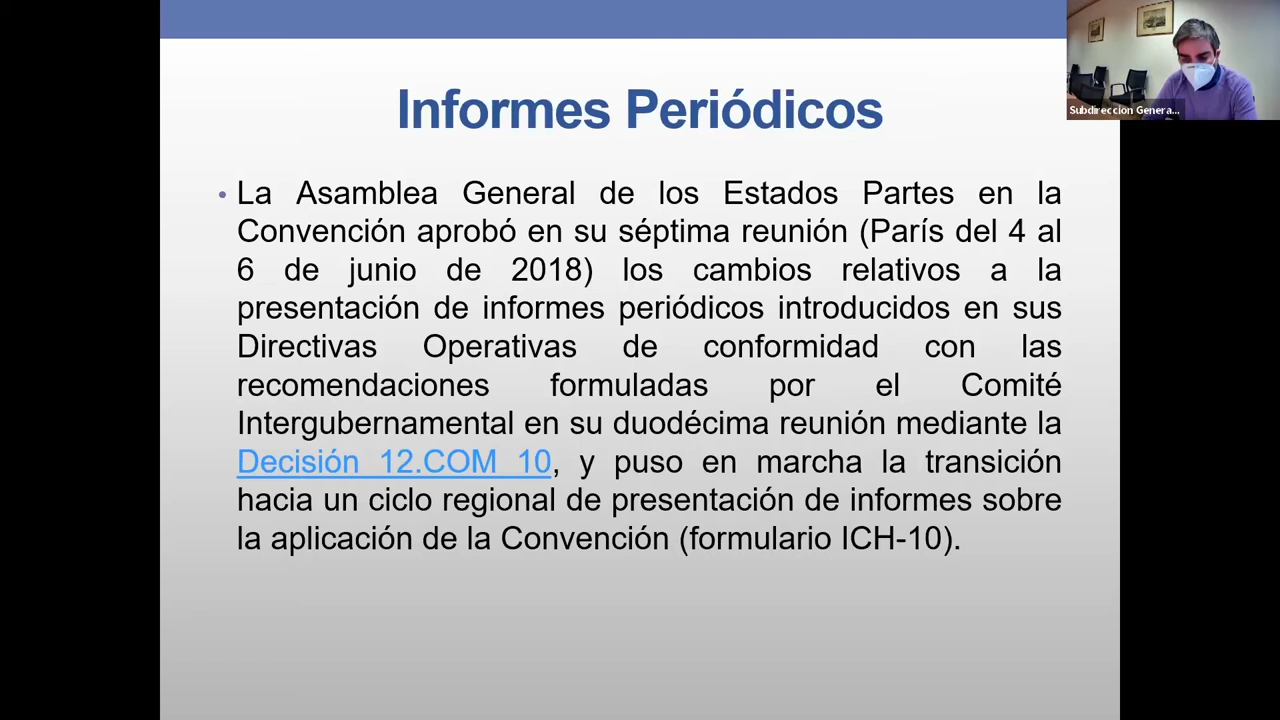 Informes Periódicos
Subdireccion Genera...
• La Asamblea General de los Estados Partes en la
Convención aprobó en su séptima reunión (París del 4 al
6 de junio de 2018) los cambios relativos a la
presentación de informes periódicos introducidos en sus
Directivas Operativas de conformidad con las
recomendaciones formuladas por el Comité
Intergubernamental en su duodécima reunión mediante la
Decisión 12.COM 10, y puso en marcha la transición
hacia un ciclo regional de presentación de informes sobre
la aplicación de la Convención (formulario ICH-10).